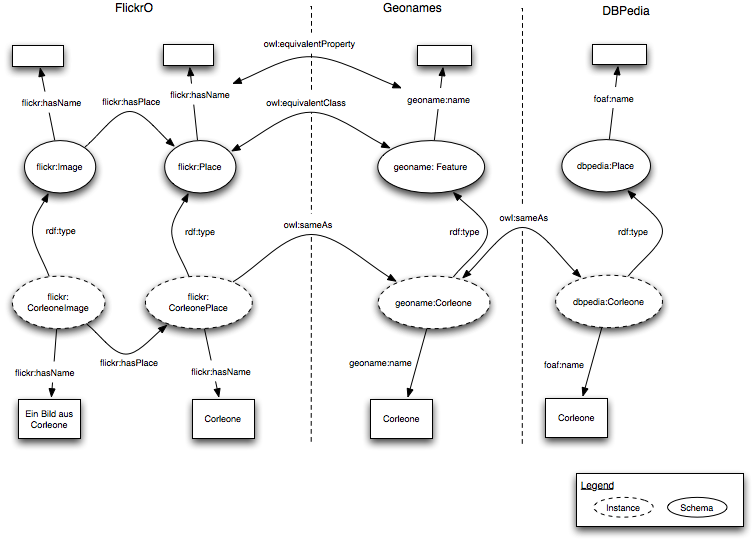 FlickrO
Geonames
DBPedia
owl:equivalentProperty
flickr:hasName
flickr:hasPlace
flickr:hasName
geoname:name
foaf:name
owl:equivalentClass
flickr:Image
flickr:Place
geoname: Feature
dbpedia:Place
rdf:type
rdf:type
owl:sameAs
rdf:type
owl:sameAs
rdf:type
flickr:
CorleoneImage
flickr:
CorleonePlace
geoname:Corleone
dbpedia:Corleone
flickr:hasName
flickr:hasPlace
flickr:hasName
geoname:name
foaf:name
Ein Bild aus
Corleone
Corleone
Corleone
Corleone
Legend
Instance
Schema